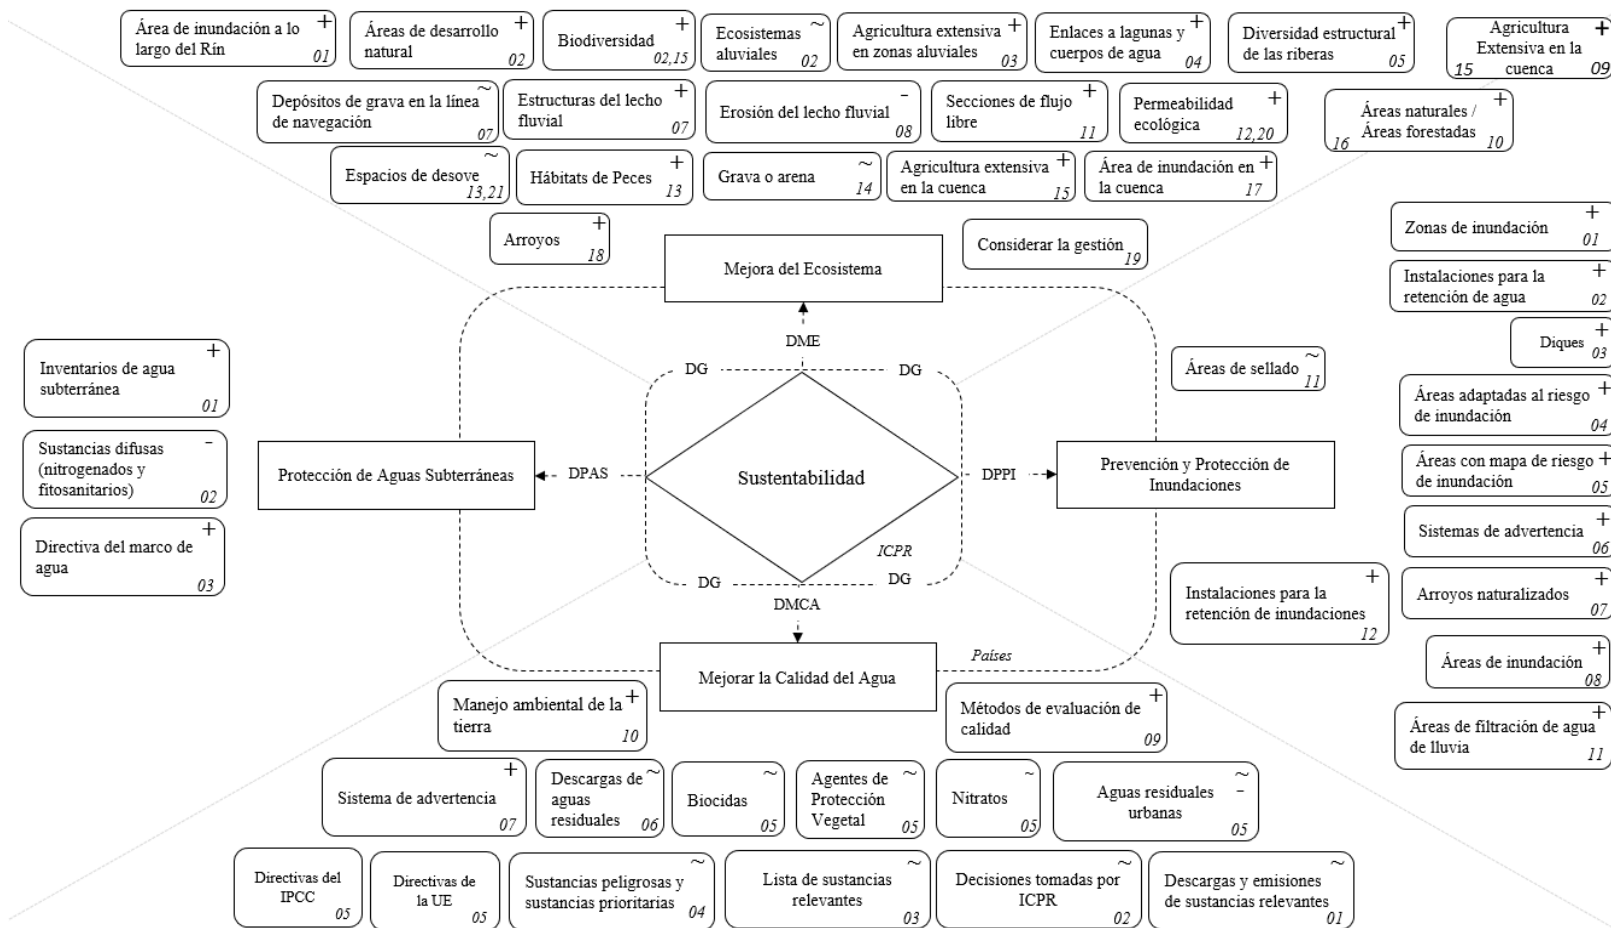 Área de inundación a lo
largo del Rín
+
01
Áreas de desarrollo
natural
+
02
Biodiversidad
+
02,15
Ecosistemas
aluviales
~
02
Agricultura extensiva
en zonas aluviales
+
03
Enlaces a lagunas y
cuerpos de agua
+
04
Diversidad estructural
de las riberas
+
05
Agricultura
Extensiva en la
cuenca
+
15
09
Depósitos de grava en la línea
de navegación
~
07
Estructuras del lecho
fluvial
+
07
Erosión del lecho fluvial
-
08
Secciones de flujo
libre
+
11
Permeabilidad
ecológica
+
12,20
Áreas naturales /
Áreas forestadas
+
16
10
Espacios de desove
~
13,21
Hábitats de Peces
+
13
Grava o arena
~
14
Agricultura extensiva
en la cuenca
+
15
Área de inundación en
la cuenca
+
17
Arroyos
+
18
Considerar la gestión
19
Mejora del Ecosistema
Zonas de inundación
+
01
Instalaciones para la
retención de agua
+
02
Diques
+
03
Áreas de sellado
~
11
Áreas adaptadas al riesgo
de inundación
+
04
Áreas con mapa de riesgo
de inundación
+
05
Sistemas de advertencia
+
06
Arroyos naturalizados
+
07
Instalaciones para la
retención de inundaciones
+
12
Áreas de inundación
+
08
Áreas de filtración de agua
de lluvia
+
11
Inventarios de agua
subterránea
+
01
Sustancias difusas
(nitrogenados y
fitosanitarios)
-
02
Directiva del marco de
agua
+
03
DME
DG
DG
Protección de Aguas Subterráneas
DPAS
Sustentabilidad
DPPI
Prevención y Protección de
Inundaciones
ICPR
DG
DG
DMCA
Países
Mejorar la Calidad del Agua
Manejo ambiental de la
tierra
+
10
Métodos de evaluación de
calidad
+
09
Sistema de advertencia
+
07
Descargas de
aguas
residuales
~
06
Biocidas
~
05
Agentes de
Protección
Vegetal
~
05
Nitratos
~
05
Aguas residuales
urbanas
~
-
05
Directivas del
IPCC
05
Directivas de
la UE
05
Sustancias peligrosas y
sustancias prioritarias
~
04
Lista de sustancias
relevantes
~
03
Decisiones tomadas por
ICPR
~
02
Descargas y emisiones
de sustancias relevantes
~
01